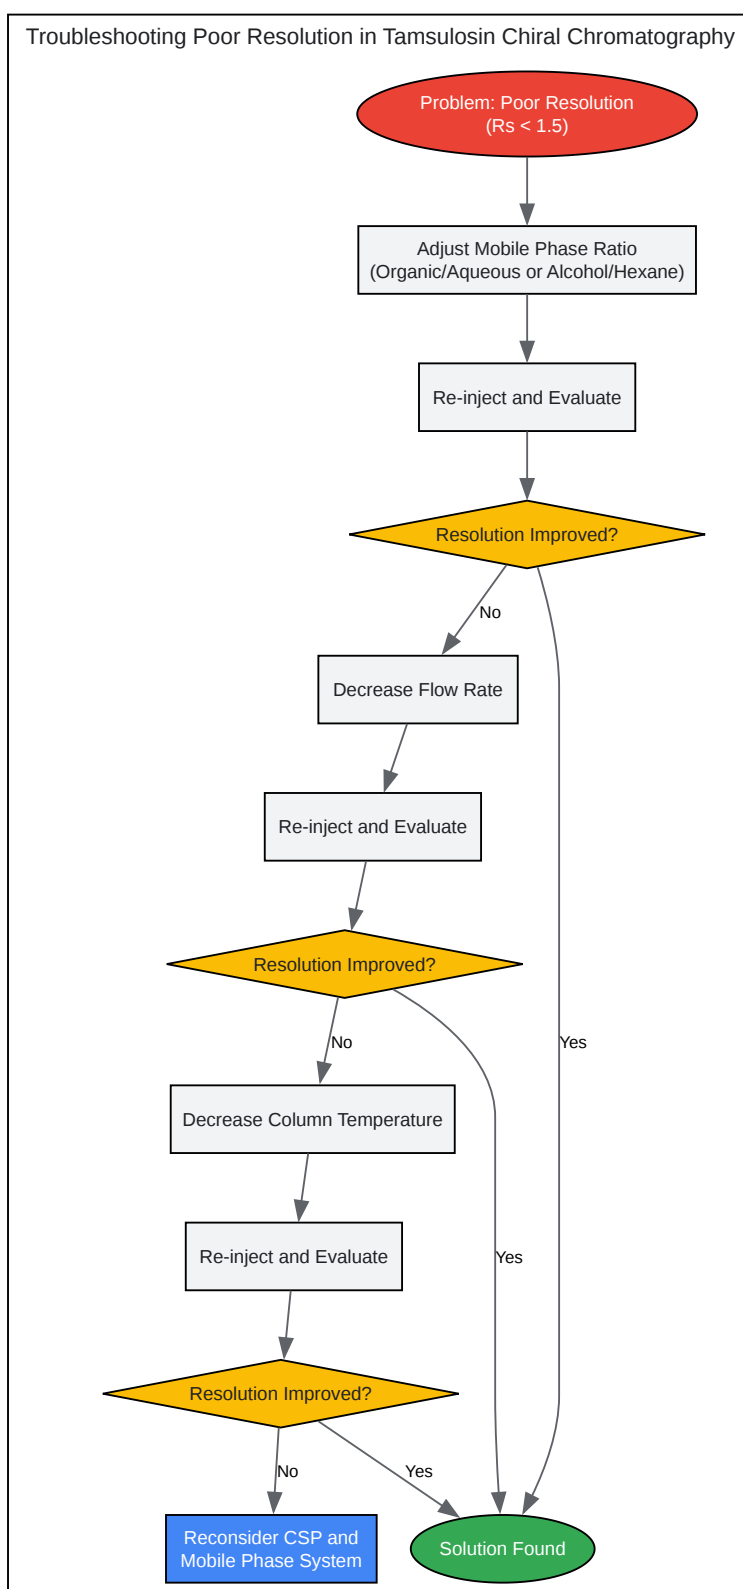 Troubleshooting Poor Resolution in Tamsulosin Chiral Chromatography
Problem: Poor Resolution
(Rs < 1.5)
Adjust Mobile Phase Ratio
(Organic/Aqueous or Alcohol/Hexane)
Re-inject and Evaluate
Resolution Improved?
No
Decrease Flow Rate
Re-inject and Evaluate
Resolution Improved?
No
Yes
Decrease Column Temperature
Re-inject and Evaluate
Yes
Resolution Improved?
No
Yes
Reconsider CSP and
Mobile Phase System
Solution Found